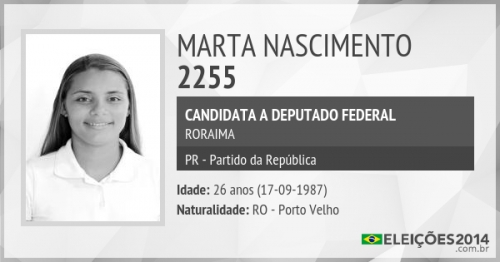 MARTA NASCIMENTO
2255
CANDIDATA A DEPUTADO FEDERAL
RORAIMA
PR - Partido da República
Idade: 26 anos (17-09-1987)
Naturalidade: RO - Porto Velho
ELEIÇÕES2014
.com.br